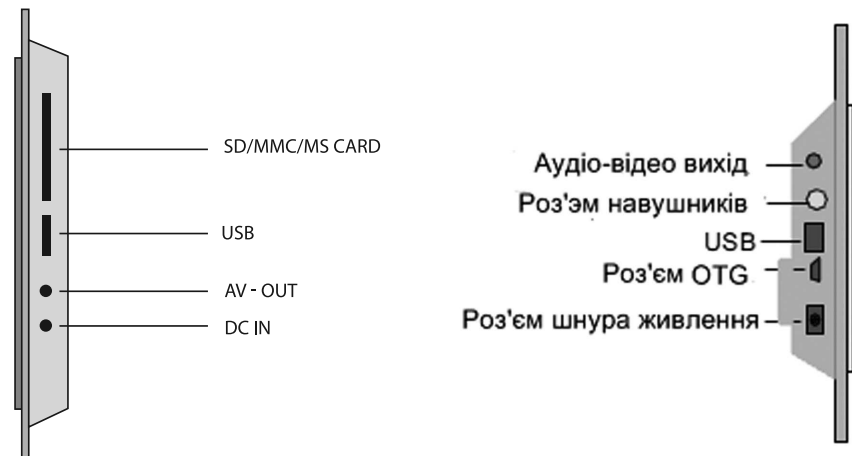 SD/MMC/MS CARD
USB
AV - OUT
DC IN
Аудіо-відео вихід
Роз'эм навушників
USB
Роз'єм OTG
Роз'єм шнура живлення